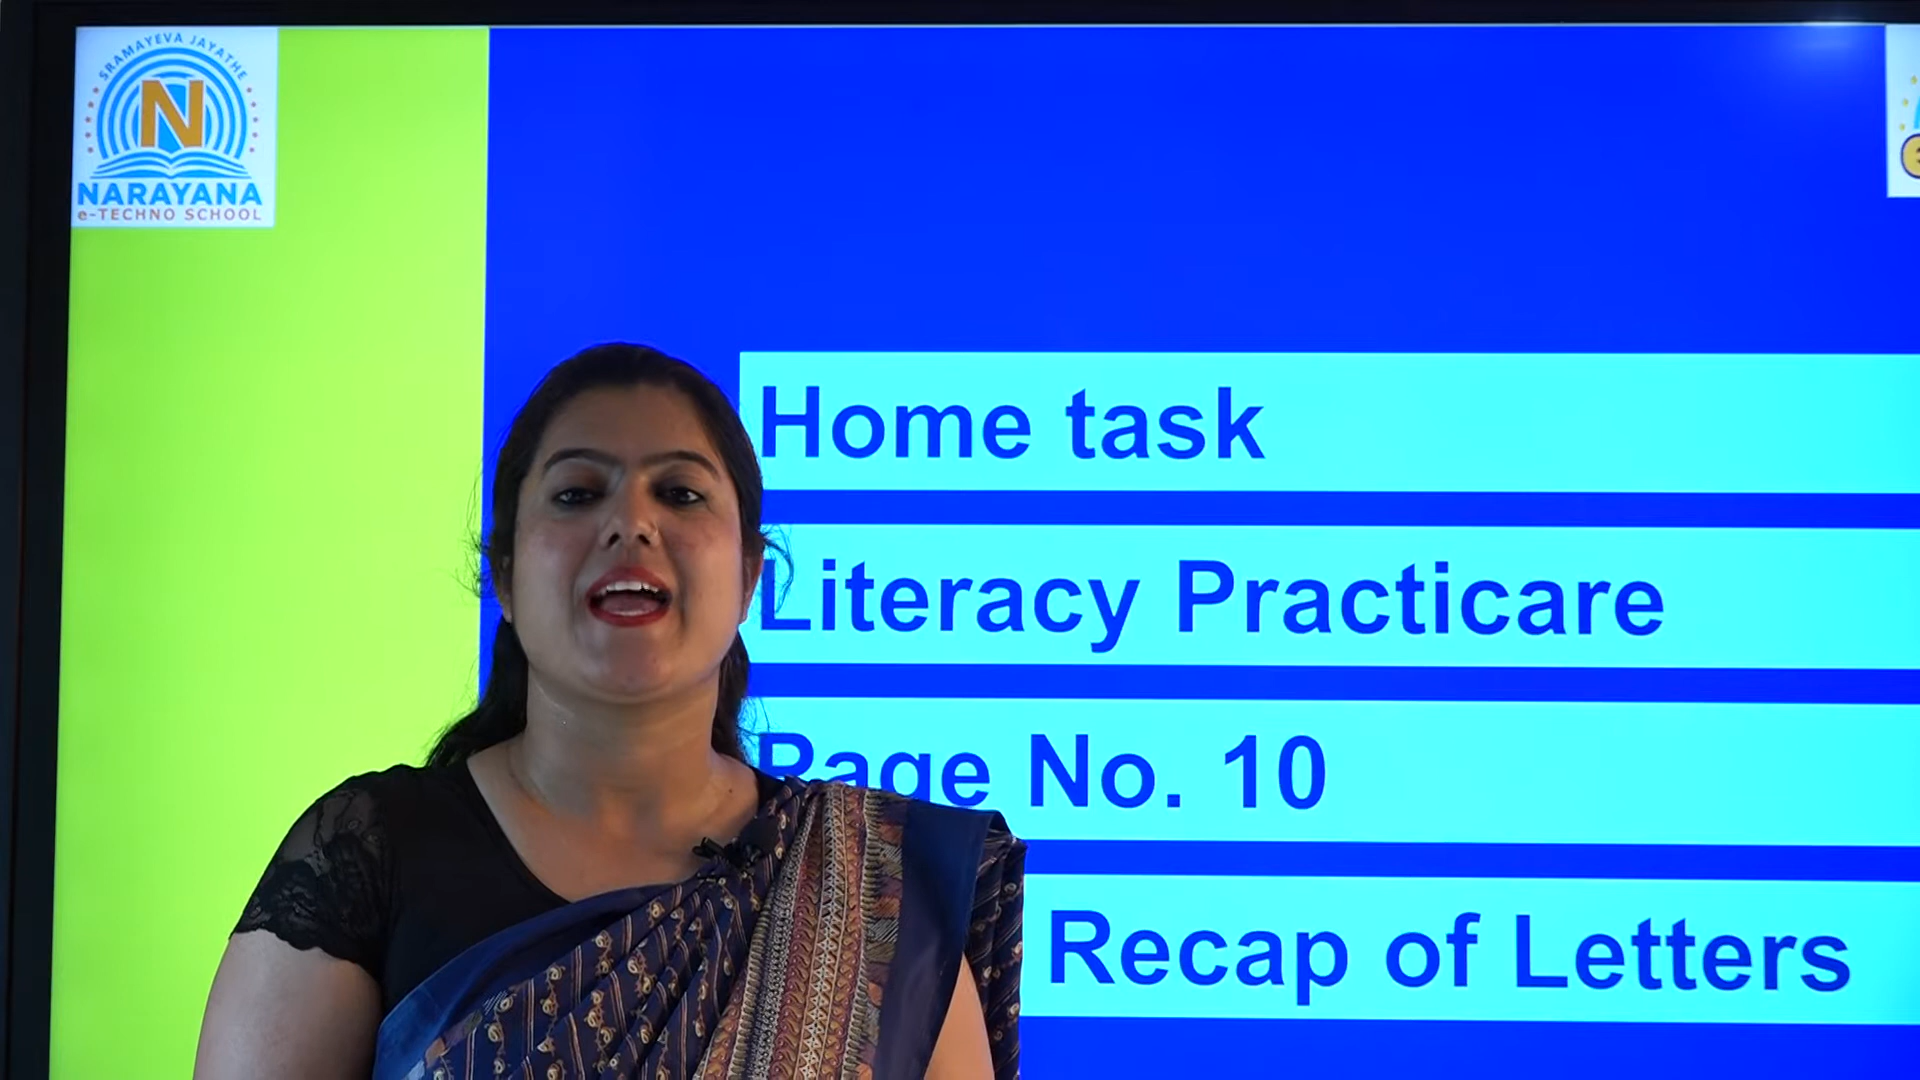 SRAMAYEVA JAYATHE
N
NARAYANA
e-TECHNO SCHOOL
Home task
Literacy Practicare
Page No. 10
Recap of Letters